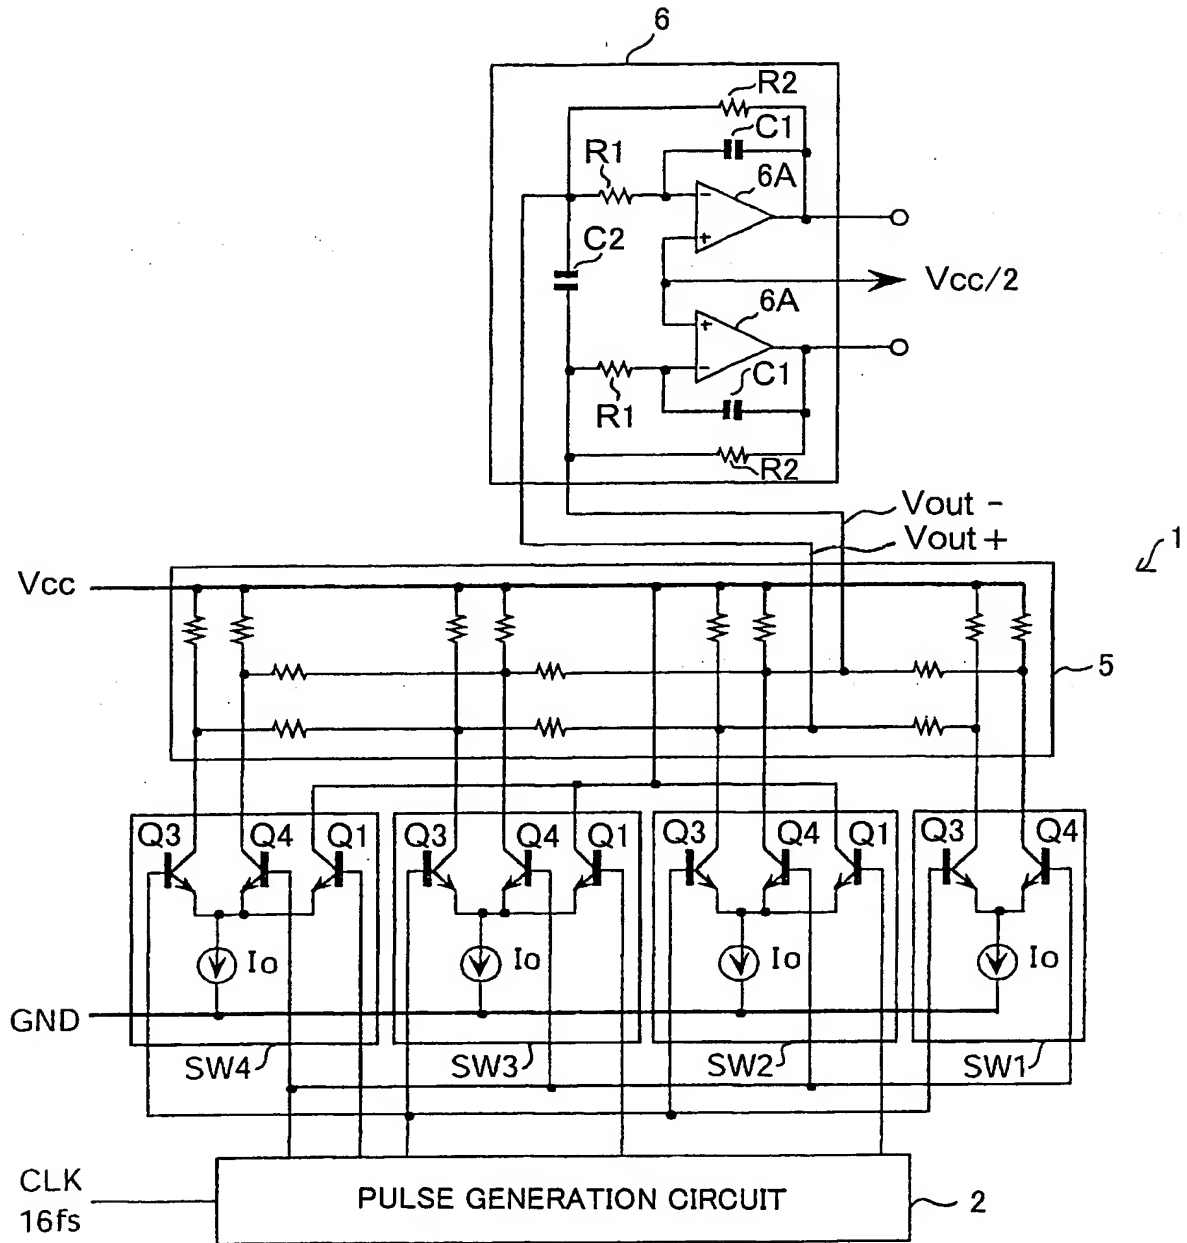 6
R2
C1
R1
6A
C2
Vcc/2
6A
C1
R1
R2
Vout -
Vout +
1
Vcc
5
Q3 Q4 Q1 Q3 Q4 Q1 Q3 Q4 Q1 Q3 Q4
Io Io Io Io
GND
SW4 SW3 SW2 SW1
CLK
16fs
PULSE GENERATION CIRCUIT
2